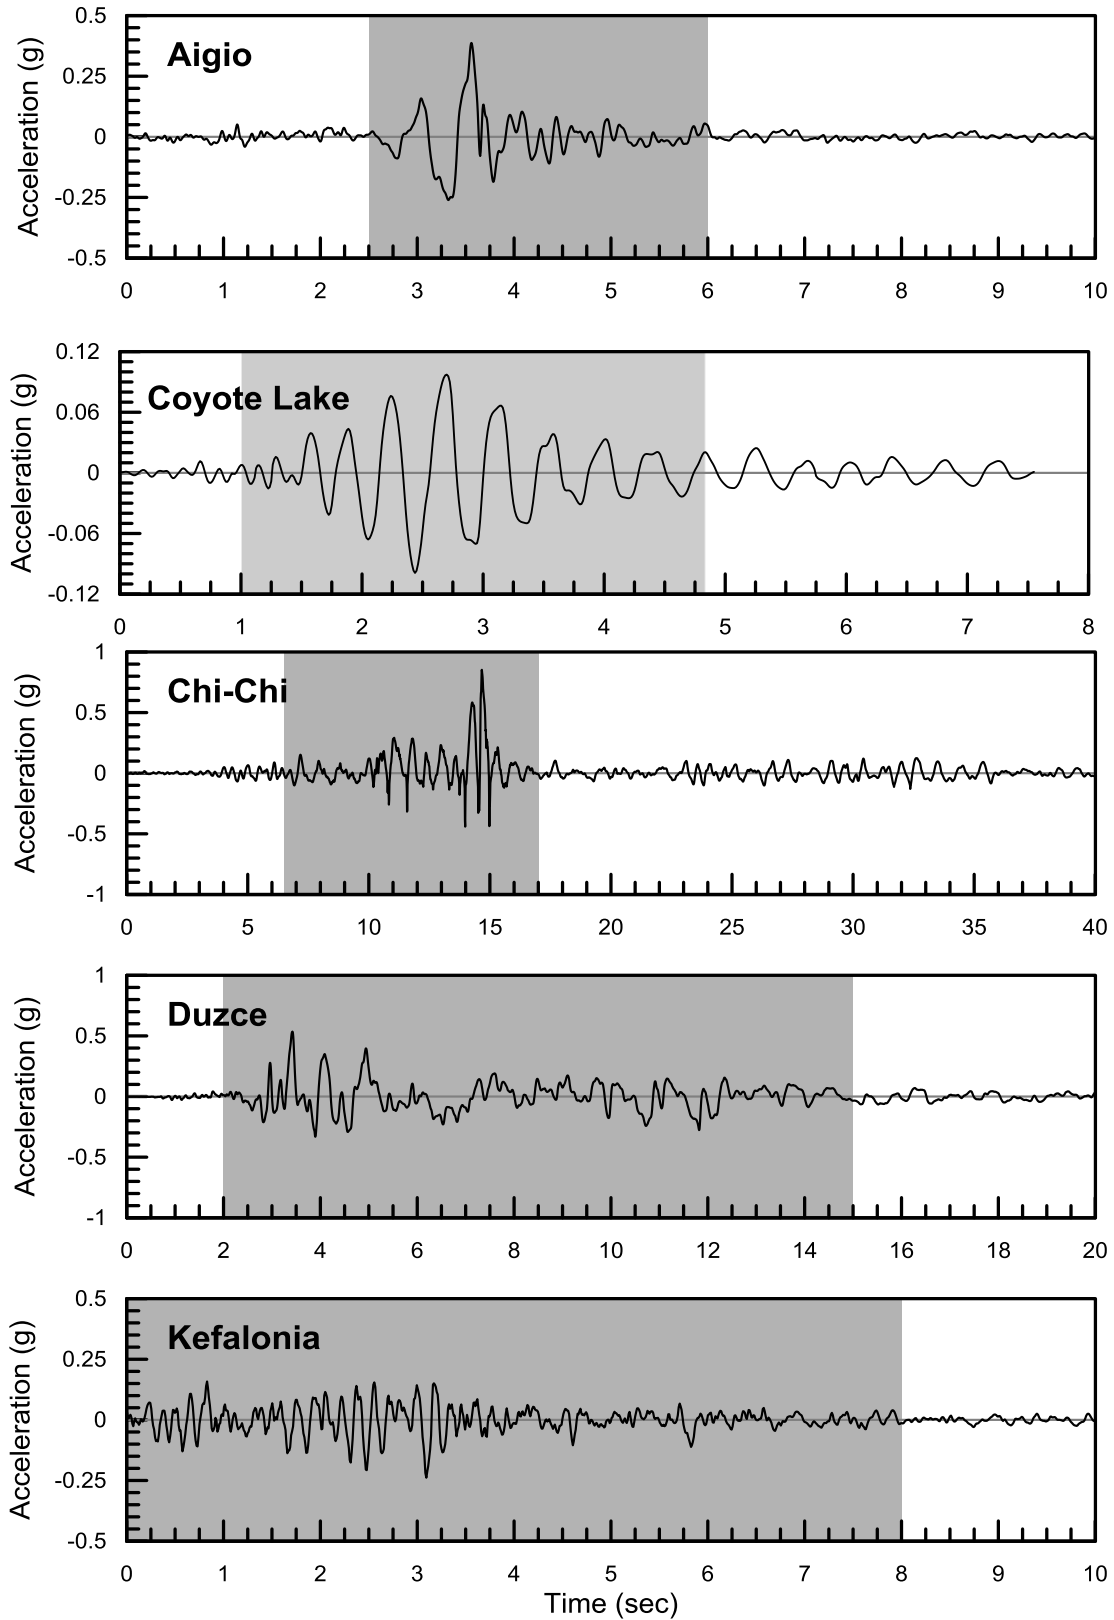 Aigio
Acceleration (g)
0.5
0.25
0
-0.25
-0.5
0 1 2 3 4 5 6 7 8 9 10
Coyote Lake
Acceleration (g)
0.12
0.06
0
-0.06
-0.12
0 1 2 3 4 5 6 7 8
Chi-Chi
Acceleration (g)
1
0.5
0
-0.5
-1
0 5 10 15 20 25 30 35 40
Duzce
Acceleration (g)
1
0.5
0
-0.5
-1
0 2 4 6 8 10 12 14 16 18 20
Kefalonia
Acceleration (g)
0.5
0.25
0
-0.25
-0.5
0 1 2 3 4 5 6 7 8 9 10
Time (sec)